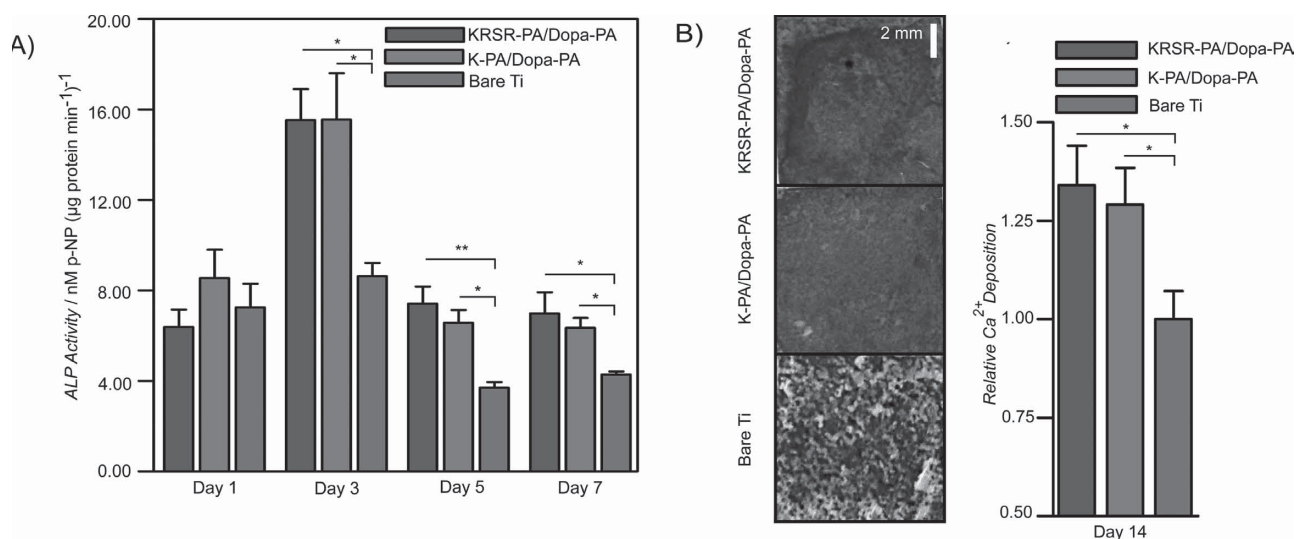 A)
ALP Activity / nM p-NP (µg protein min-1)-1
20.00
16.00
12.00
8.00
4.00
0.00
KRSR-PA/Dopa-PA
K-PA/Dopa-PA
Bare Ti
*
*
**
*
*
*
Day 1 Day 3 Day 5 Day 7
B)
2 mm
KRSR-PA/Dopa-PA
K-PA/Dopa-PA
Bare Ti
KRSR-PA/Dopa-PA
K-PA/Dopa-PA
Bare Ti
Relative Ca2+Deposition
1.50
1.25
1.00
0.75
0.50
*
*
Day 14